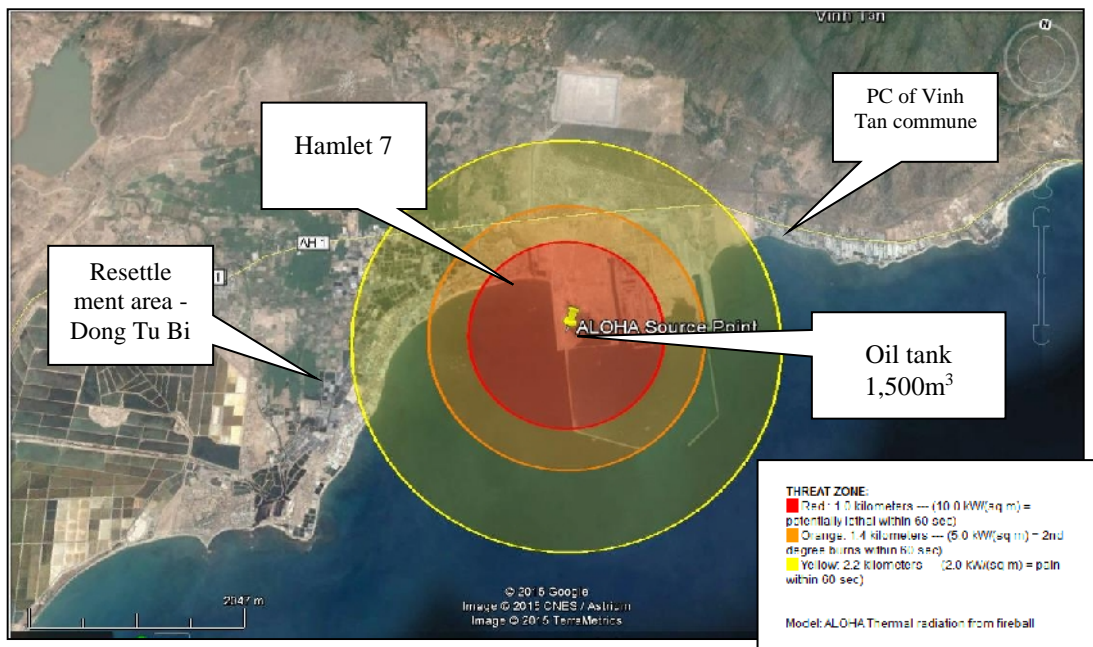 Vinh Tan
N
PC of Vinh
Tan commune
Hamlet 7
AH 1
1
Resettle
ment area -
Dong Tu Bi
ALOHA Source Point
Oil tank
1,500m³
THREAT ZONE:
Red : 1.0 kilometers --- (10.0 kW/(sq m) =
potentially lethal within 60 sec)
Orange: 1.4 kilometers --- (5.0 kW/(sq m) = 2nd
degree burns within 60 sec)
Yellow: 2.2 kilometers --- (2.0 kW/(sq m) = pain
within 60 sec)
Model: ALOHA Thermal radiation from fireball
© 2015 Google
Image © 2015 CNES / Astrium
Image © 2015 TerraMetrics
m